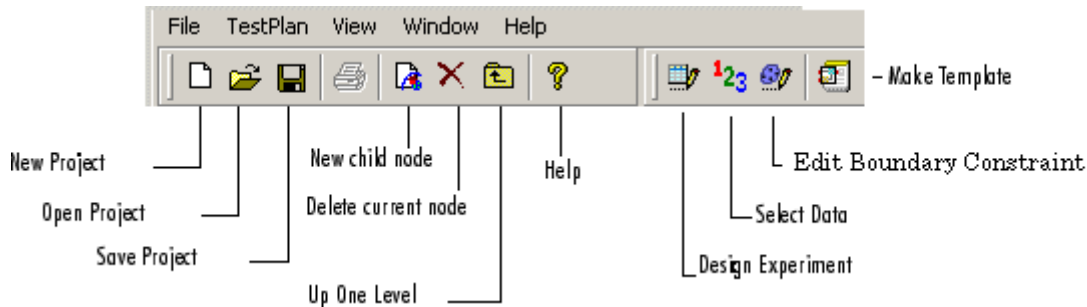 File TestPlan View Window Help
123
– Make Template
New Project
New child node
Help
Edit Boundary Constraint
Open Project
Delete current node
Select Data
Save Project
Design Experiment
Up One Level